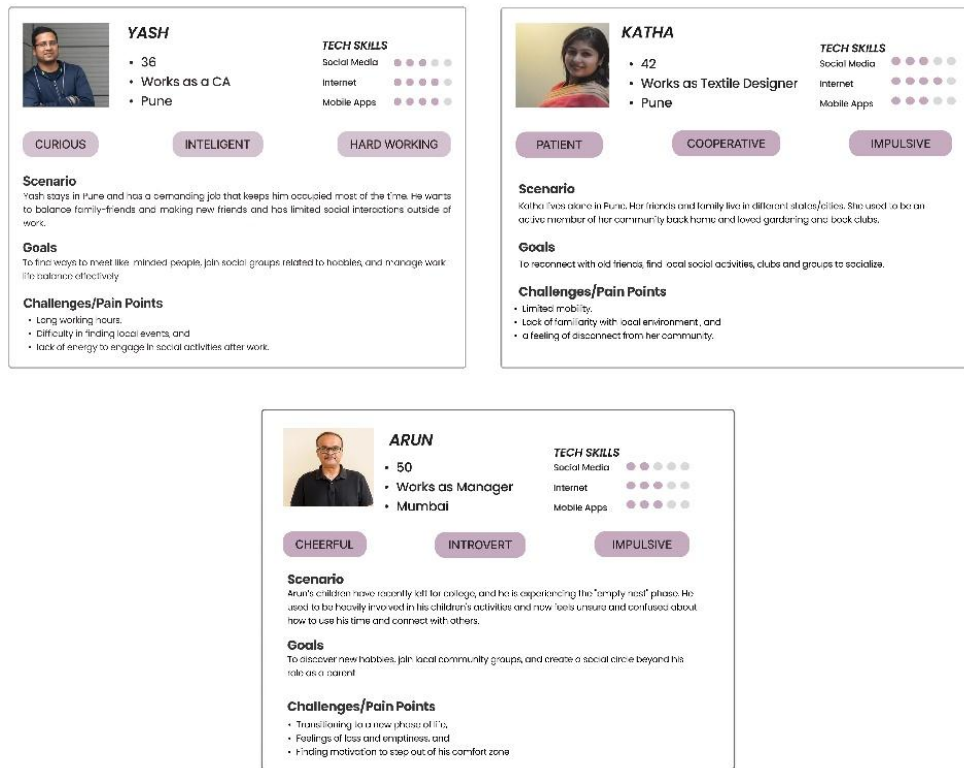 YASH
• 36
• Works as a CA
• Pune
TECH SKILLS
Social Media
Internet
Mobile Apps
CURIOUS
INTELIGENT
HARD WORKING
Scenario
Yash stays in Pune and has a demanding job that keeps him occupied most of the time. He wants
to balance family-friends and making new friends and has limited social interactions outside of
work.
Goals
To find ways to meet like minded people, join social groups related to hobbies, and manage work
life balance effectively
Challenges/Pain Points
• Long working hours,
• Difficulty in finding local events, and
• lack of energy to engage in social activities after work.
KATHA
• 42
• Works as Textile Designer
• Pune
TECH SKILLS
Social Media
Internet
Mobile Apps
PATIENT
COOPERATIVE
IMPULSIVE
Scenario
Katha lives alone in Pune. Her friends and family live in different states/cities. She used to be an
active member of her community back home and loved gardening and book clubs.
Goals
To reconnect with old friends, find local social activities, clubs and groups to socialize.
Challenges/Pain Points
• Limited mobility,
• Lack of familiarity with local environment, and
• a feeling of disconnect from her community.
ARUN
• 50
• Works as Manager
• Mumbai
TECH SKILLS
Social Media
Internet
Mobile Apps
CHEERFUL
INTROVERT
IMPULSIVE
Scenario
Arun's children have recently left for college, and he is experiencing the "empty nest" phase. He
used to be heavily involved in his children's activities and now feels unsure and confused about
how to use his time and connect with others.
Goals
To discover new hobbies, join local community groups, and create a social circle beyond his
role as a parent
Challenges/Pain Points
• Transitioning to a new phase of life,
• Feelings of loss and emptiness, and
• Finding motivation to step out of his comfort zone